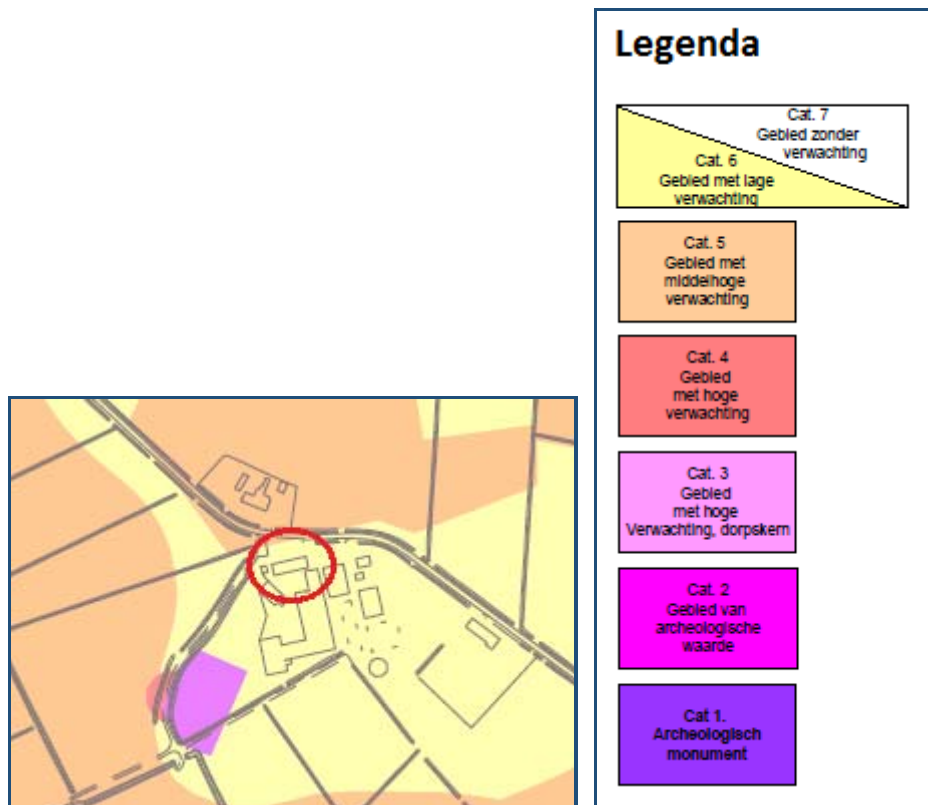 Legenda
Cat. 7
Gebied zonder
verwachting
Cat. 6
Gebied met lage
verwachting
Cat. 5
Gebied met
middelhoge
verwachting
Cat. 4
Gebied
met hoge
verwachting
Cat. 3
Gebied
met hoge
Verwachting, dorpskern
Cat. 2
Gebied van
archeologische
waarde
Cat 1.
Archeologisch
monument